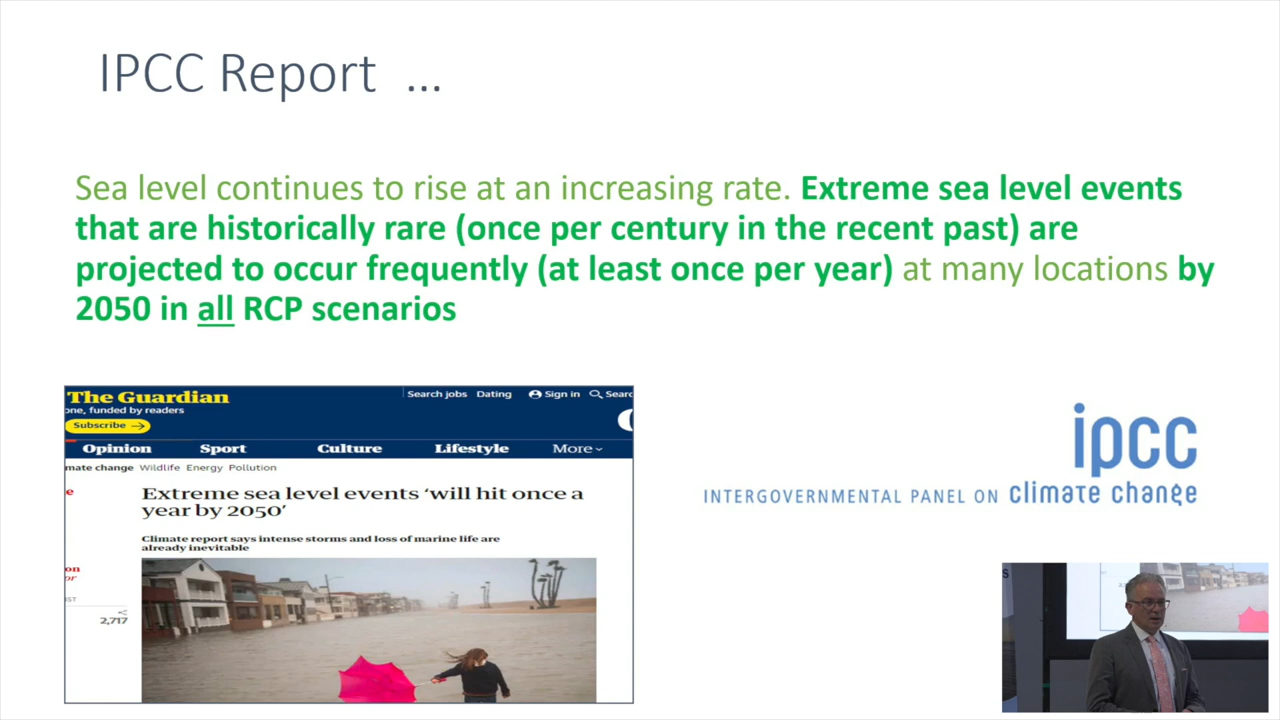 IPCC Report ...
Sea level continues to rise at an increasing rate. Extreme sea level events
that are historically rare (once per century in the recent past) are
projected to occur frequently (at least once per year) at many locations by
2050 in all RCP scenarios
The Guardian
one, funded by readers
Subscribe →
Search jobs Dating Sign in Searc
Opinion Sport Culture Lifestyle More
mate change Wildlife Energy Pollution
e
Extreme sea level events ‘will hit once a
year by 2050’
Climate report says intense storms and loss of marine life are
already inevitable
on
or
IST
2,717
ipcc
INTERGOVERNMENTAL PANEL ON climate change
S